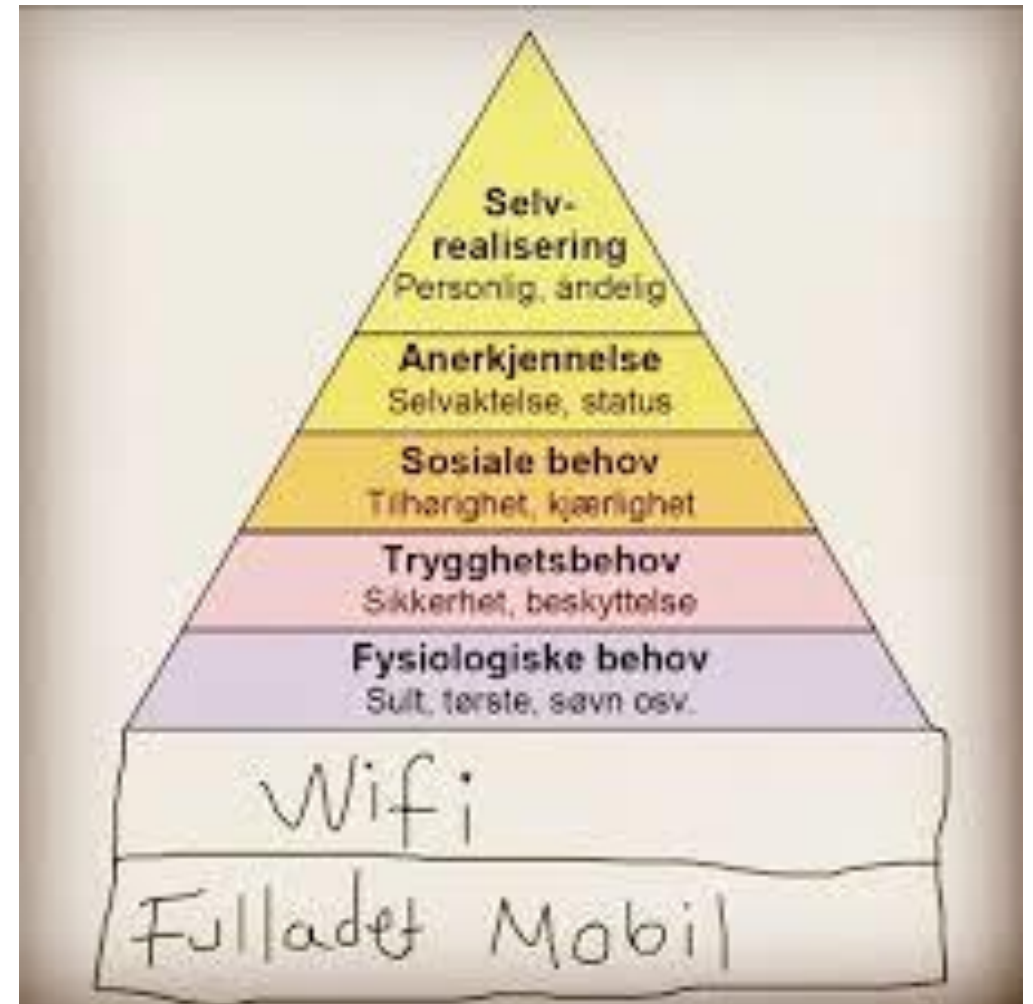 Selv-
realisering
Personlig, åndelig
Anerkjennelse
Selvaktelse, status
Sosiale behov
Tilhørighet, kjærlighet
Trygghetsbehov
Sikkerhet, beskyttelse
Fysiologiske behov
Sult, tørste, søvn osv.
Wifi
Fulladet Mobil